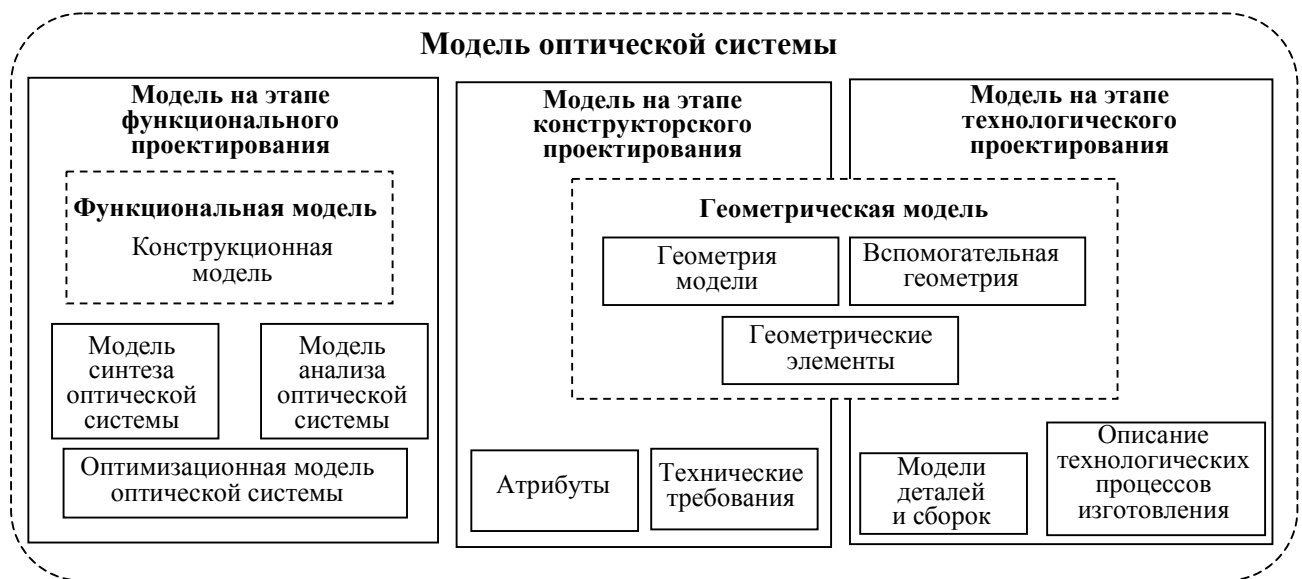 Модель оптической системы
Модель на этапе
функционального
проектирования
Функциональная модель
Конструкционная
модель
Модель
синтеза
оптической
системы
Модель
анализа
оптической
системы
Оптимизационная модель
оптической системы
Модель на этапе
конструкторского
проектирования
Модель на этапе
технологического
проектирования
Геометрическая модель
Геометрия
модели
Вспомогательная
геометрия
Геометрические
элементы
Атрибуты
Технические
требования
Модели
деталей
и сборок
Описание
технологических
процессов
изготовления